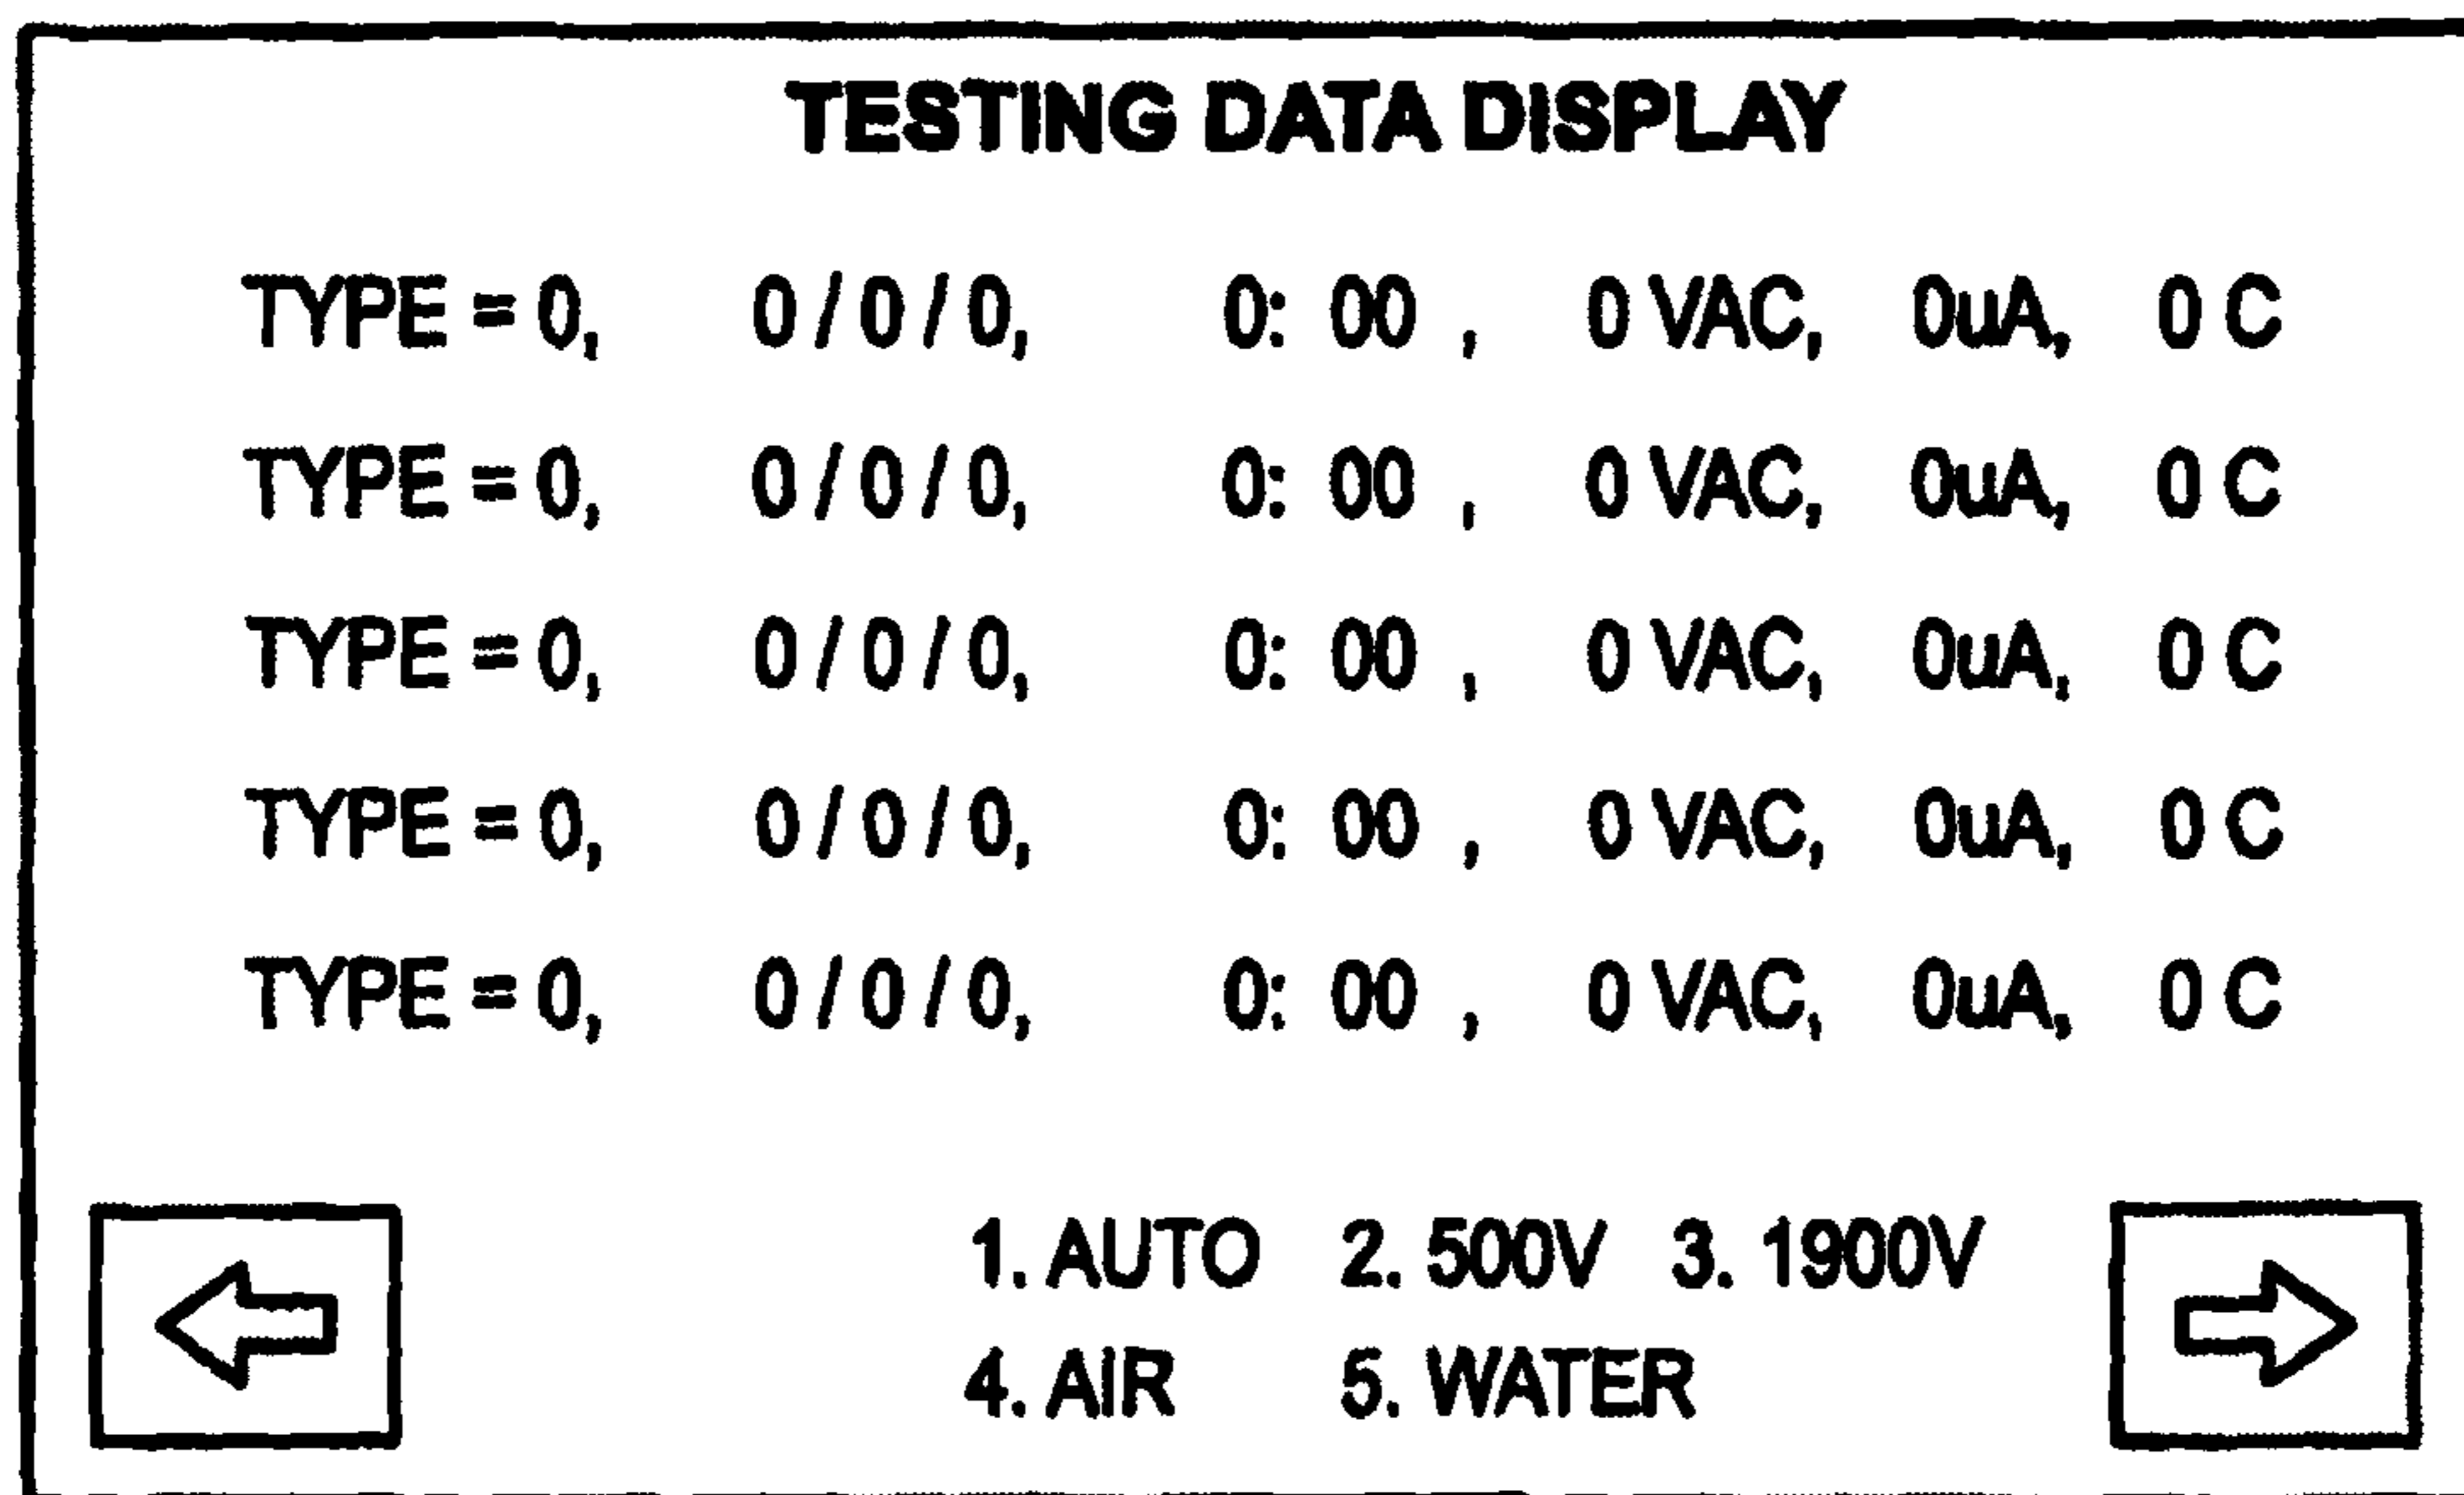 TESTING DATA DISPLAY
TYPE = 0, 0 / 0 / 0, 0: 00 , 0 VAC, 0uA, 0 C
TYPE = 0, 0 / 0 / 0, 0: 00 , 0 VAC, 0uA, 0 C
TYPE = 0, 0 / 0 / 0, 0: 00 , 0 VAC, 0uA, 0 C
TYPE = 0, 0 / 0 / 0, 0: 00 , 0 VAC, 0uA, 0 C
TYPE = 0, 0 / 0 / 0, 0: 00 , 0 VAC, 0uA, 0 C
1. AUTO 2. 500V 3. 1900V
4. AIR 5. WATER